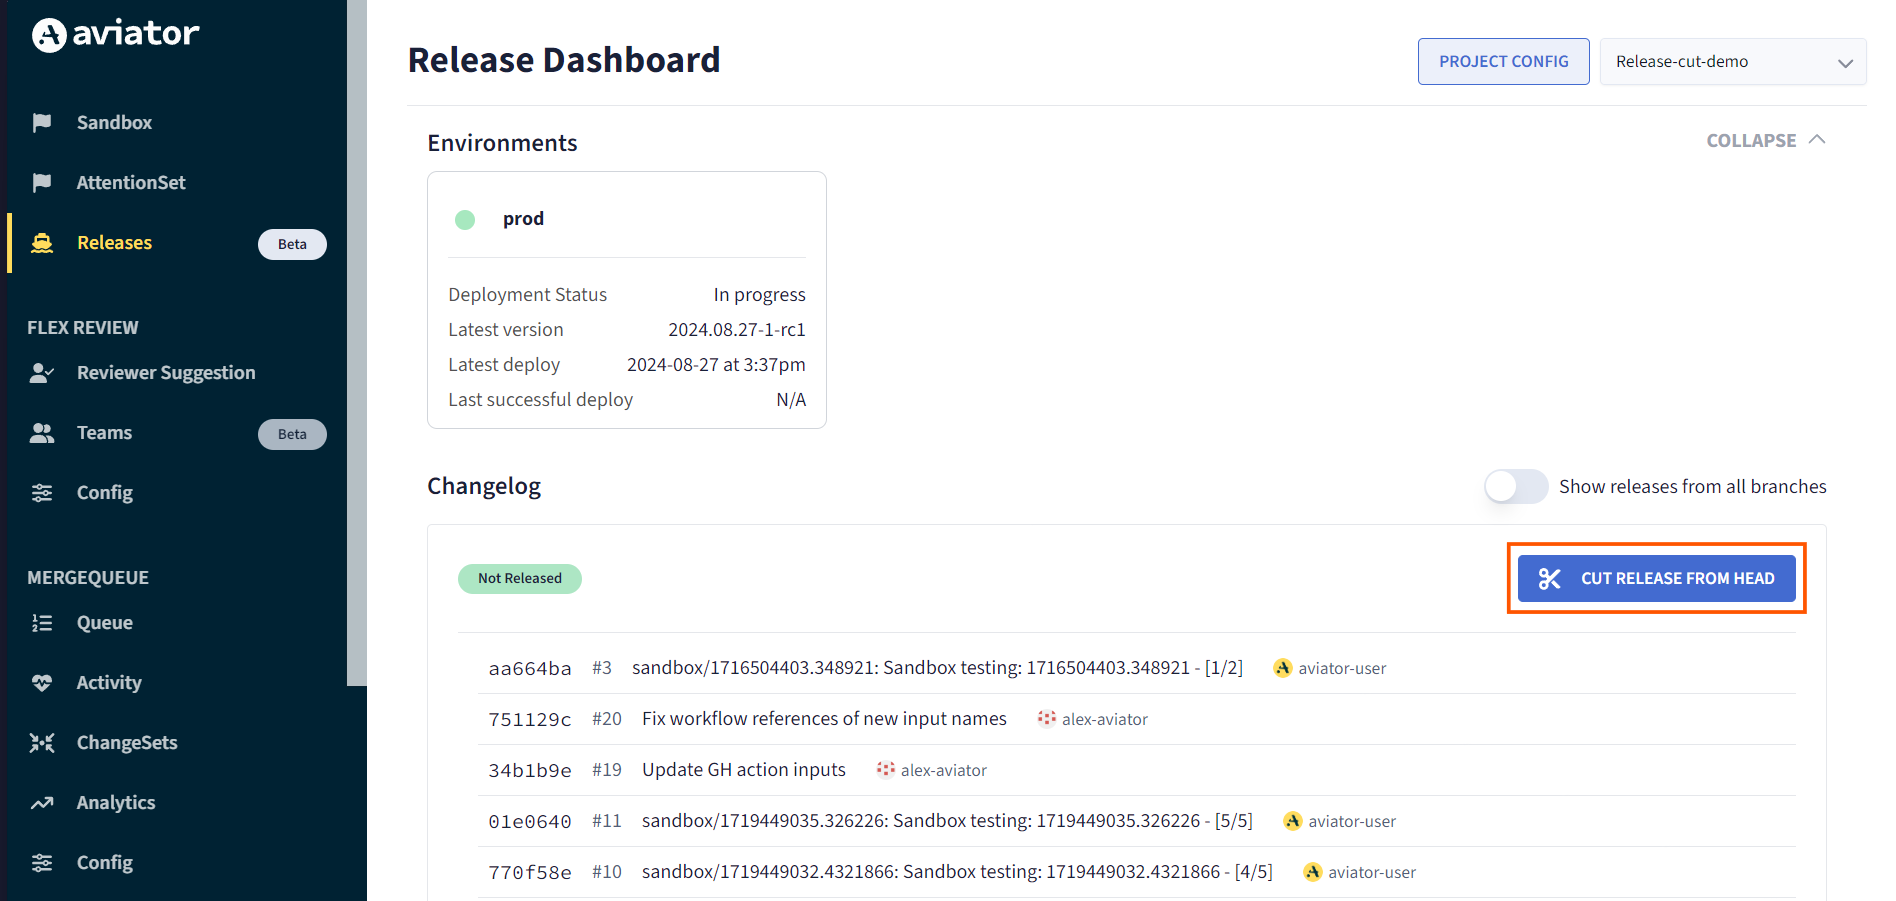 aviator
Sandbox
AttentionSet
Releases Beta
FLEX REVIEW
Reviewer Suggestion
Teams Beta
Config
MERGEQUEUE
Queue
Activity
ChangeSets
Analytics
Config
Release Dashboard
PROJECT CONFIG Release-cut-demo
Environments COLLAPSE
prod
Deployment Status In progress
Latest version 2024.08.27-1-rc1
Latest deploy 2024-08-27 at 3:37pm
Last successful deploy N/A
Changelog Show releases from all branches
Not Released CUT RELEASE FROM HEAD
aa664ba #3 sandbox/1716504403.348921: Sandbox testing: 1716504403.348921 - [1/2] aviator-user
751129c #20 Fix workflow references of new input names alex-aviator
34b1b9e #19 Update GH action inputs alex-aviator
01e0640 #11 sandbox/1719449035.326226: Sandbox testing: 1719449035.326226 - [5/5] aviator-user
770f58e #10 sandbox/1719449032.4321866: Sandbox testing: 1719449032.4321866 - [4/5] aviator-user